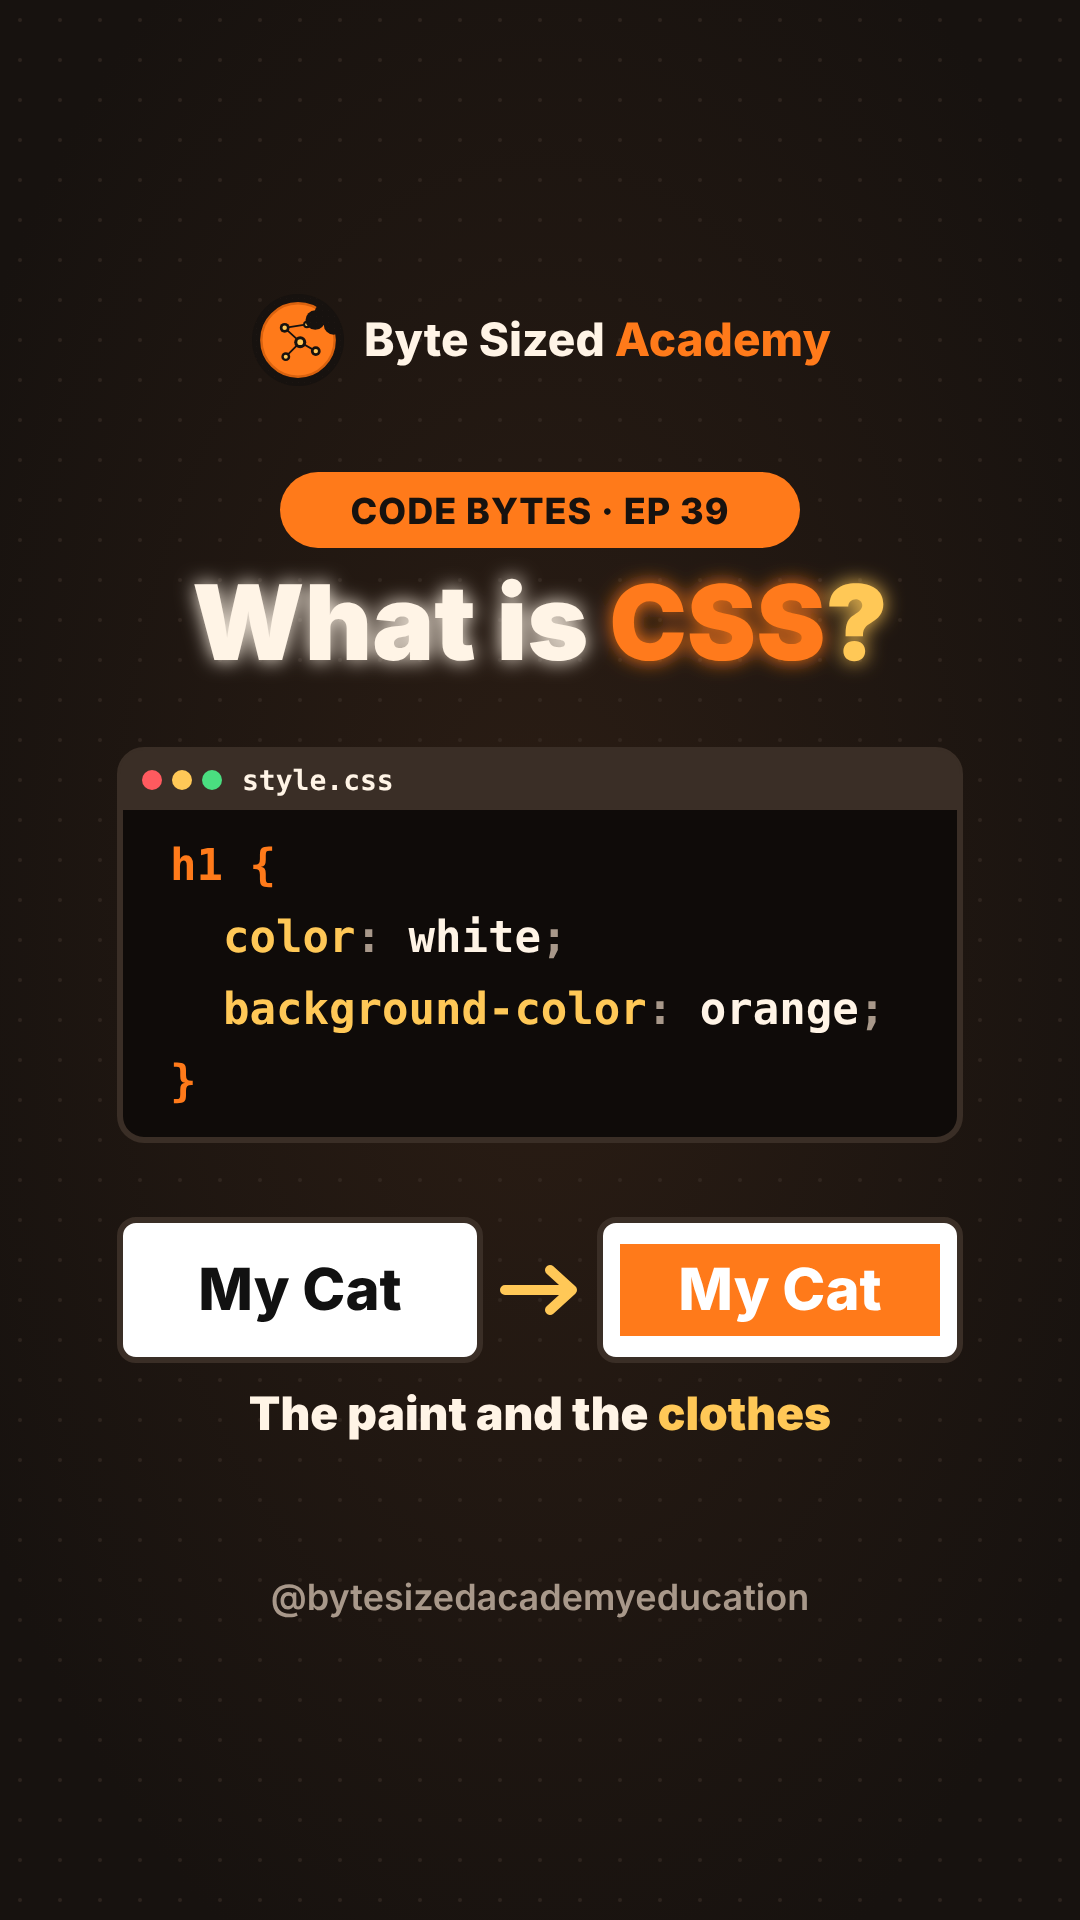 Byte Sized Academy
CODE BYTES · EP 39
What is CSS?
style.css
h1 {
  color: white;
  background-color: orange;
}
My Cat
My Cat
The paint and the clothes
@bytesizedacademyeducation